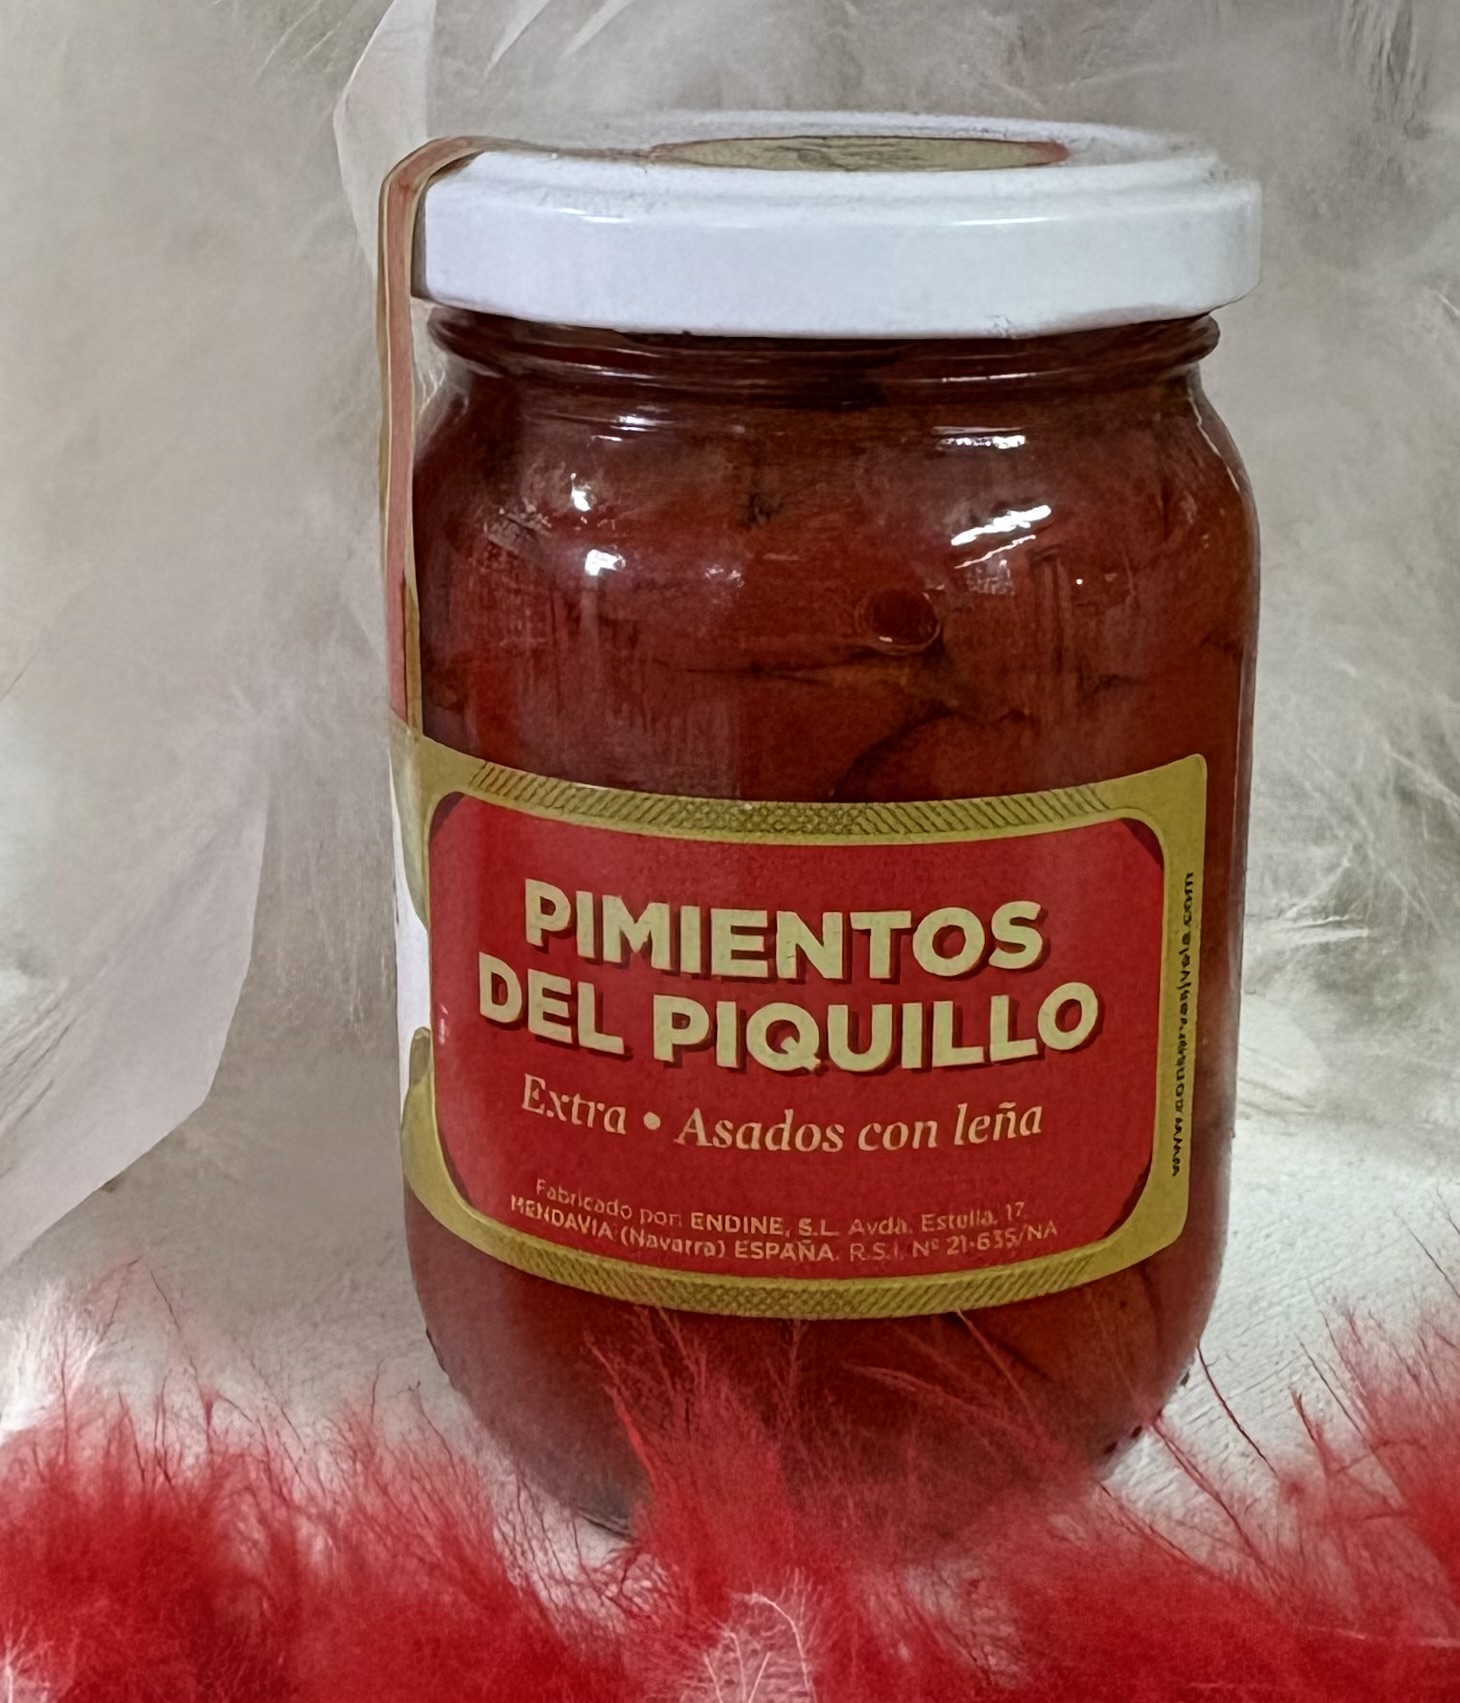 PIMIENTOS
DEL PIQUILLO
Extra • Asados con leña
Fabricado por: ENDINE, S.L. Avda. Estella, 17
MENDAVIA (Navarra) ESPAÑA. R.S.I. Nº 21-635/NA